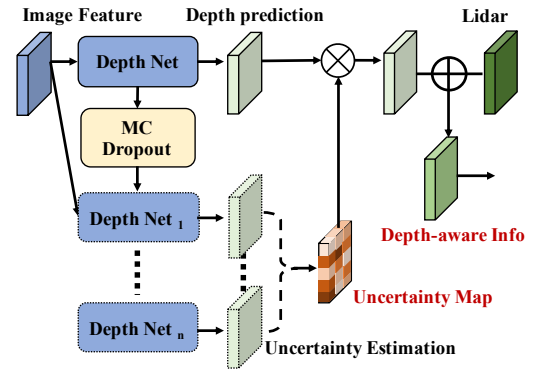 Image Feature
Depth prediction
Lidar
Depth Net
MC
Dropout
Depth Net 1
Depth-aware Info
Uncertainty Map
Depth Net n
Uncertainty Estimation